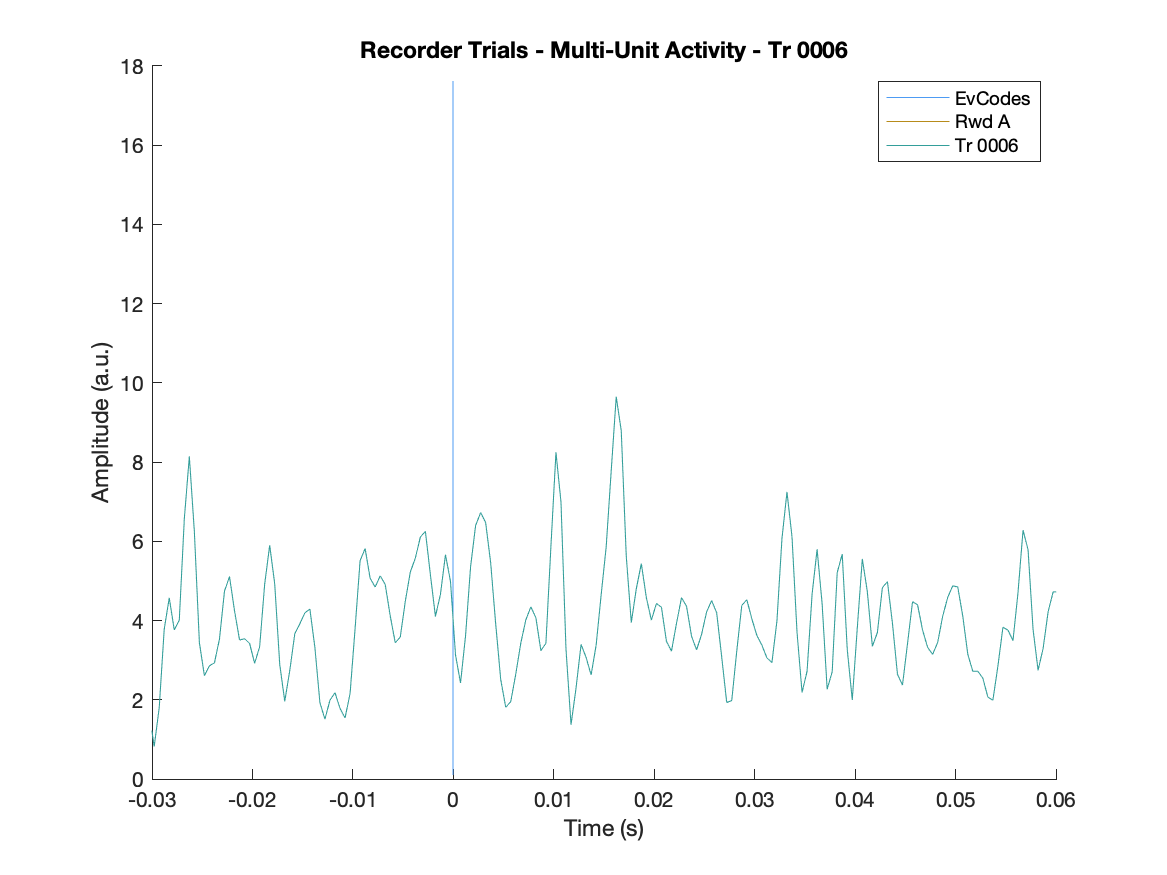 Recorder Trials - Multi-Unit Activity - Tr 0006
18
16
14
12
10
8
6
4
2
0
Amplitude (a.u.)
EvCodes
Rwd A
Tr 0006
-0.03 -0.02 -0.01 0 0.01 0.02 0.03 0.04 0.05 0.06
Time (s)